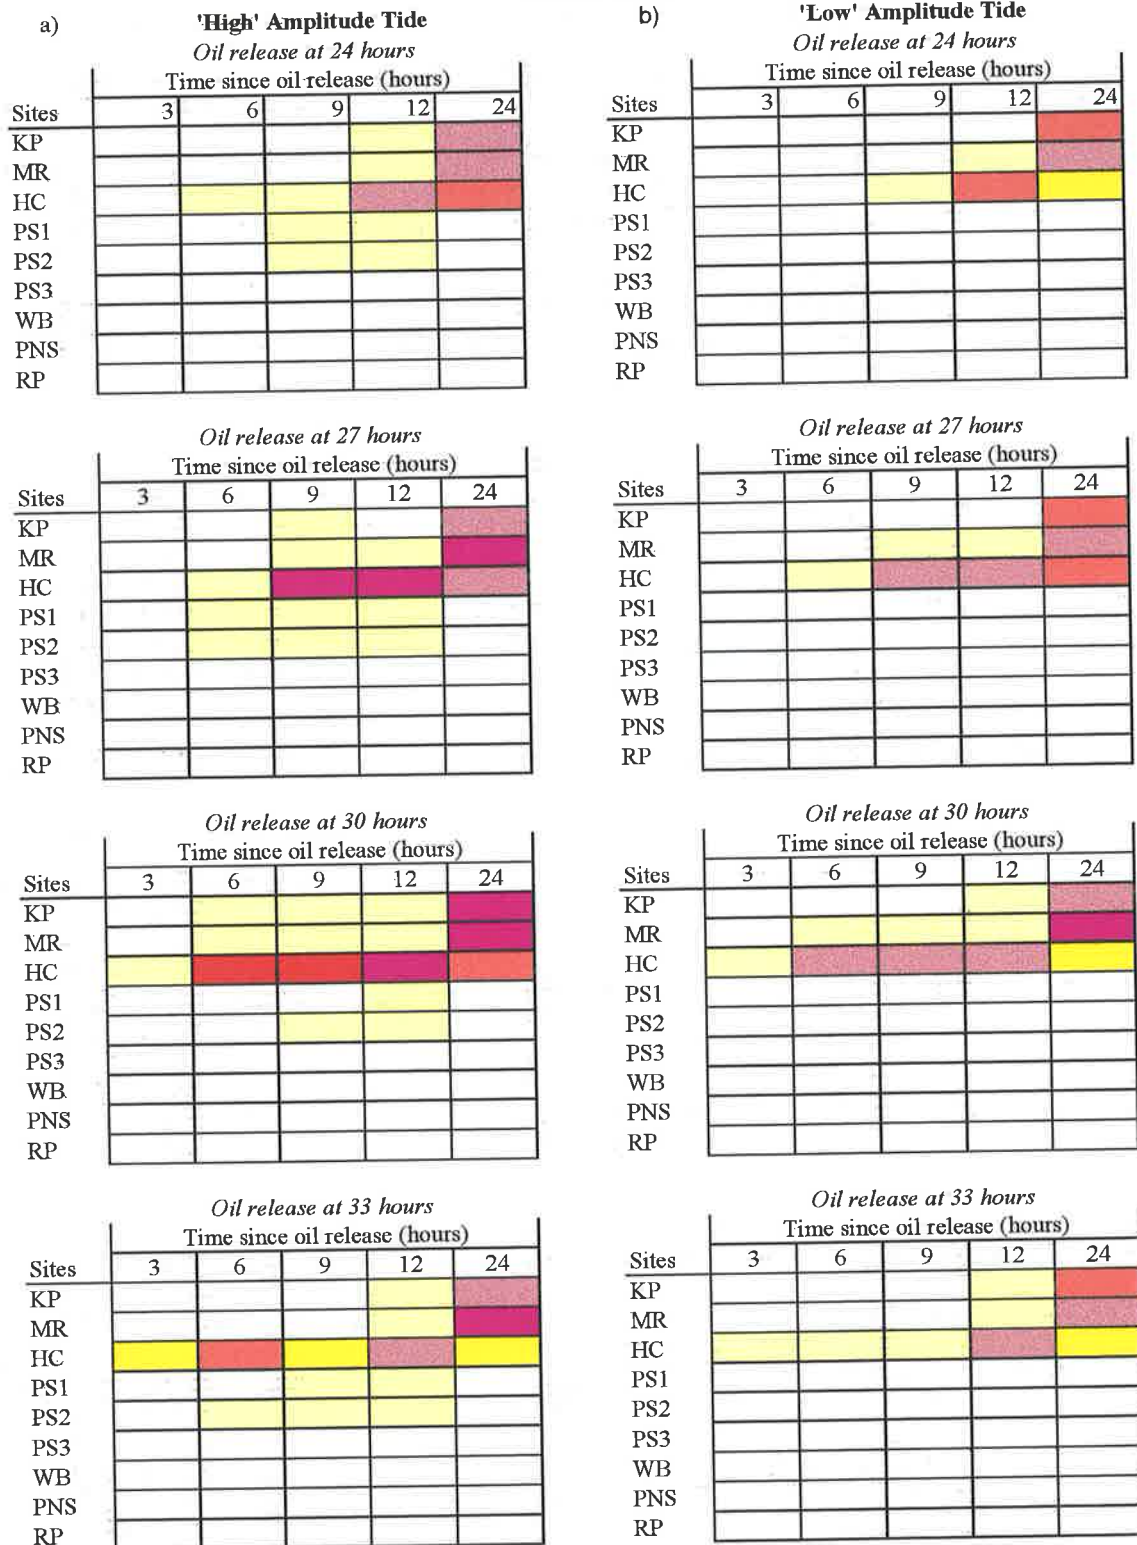 a)
'High' Amplitude Tide
Oil release at 24 hours
Time since oil release (hours)
Sites 3 6 9 12 24
KP
MR
HC
PS1
PS2
PS3
WB
PNS
RP
Oil release at 27 hours
Time since oil release (hours)
Sites 3 6 9 12 24
KP
MR
HC
PS1
PS2
PS3
WB
PNS
RP
Oil release at 30 hours
Time since oil release (hours)
Sites 3 6 9 12 24
KP
MR
HC
PS1
PS2
PS3
WB
PNS
RP
Oil release at 33 hours
Time since oil release (hours)
Sites 3 6 9 12 24
KP
MR
HC
PS1
PS2
PS3
WB
PNS
RP
b)
'Low' Amplitude Tide
Oil release at 24 hours
Time since oil release (hours)
Sites 3 6 9 12 24
KP
MR
HC
PS1
PS2
PS3
WB
PNS
RP
Oil release at 27 hours
Time since oil release (hours)
Sites 3 6 9 12 24
KP
MR
HC
PS1
PS2
PS3
WB
PNS
RP
Oil release at 30 hours
Time since oil release (hours)
Sites 3 6 9 12 24
KP
MR
HC
PS1
PS2
PS3
WB
PNS
RP
Oil release at 33 hours
Time since oil release (hours)
Sites 3 6 9 12 24
KP
MR
HC
PS1
PS2
PS3
WB
PNS
RP